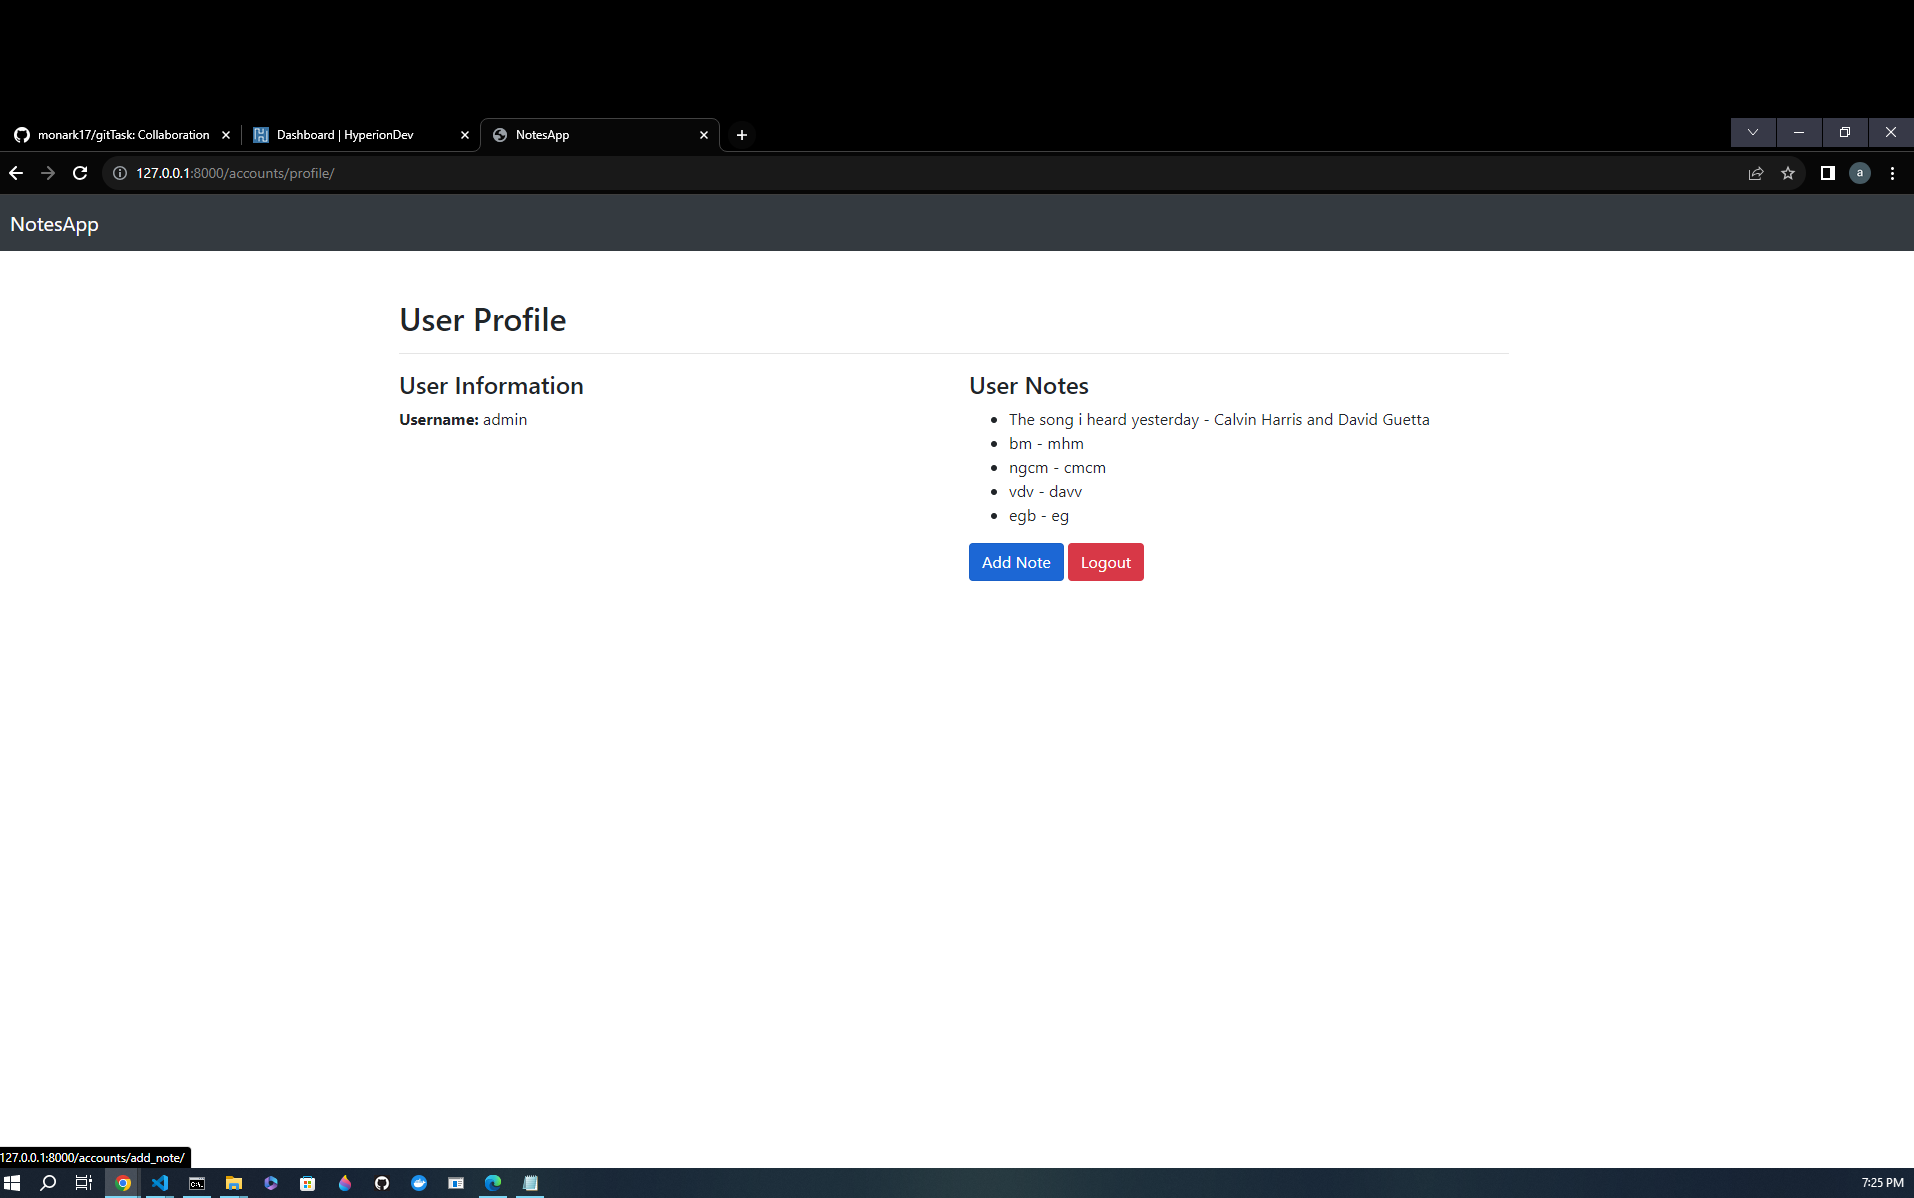 monark17/gitTask: Collaboration
Dashboard | HyperionDev
NotesApp
127.0.0.1:8000/accounts/profile/
a
NotesApp
User Profile
User Information
Username: admin
User Notes
The song i heard yesterday - Calvin Harris and David Guetta
bm - mhm
ngcm - cmcm
vdv - davv
egb - eg
Add Note
Logout
127.0.0.1:8000/accounts/add_note/
7:25 PM